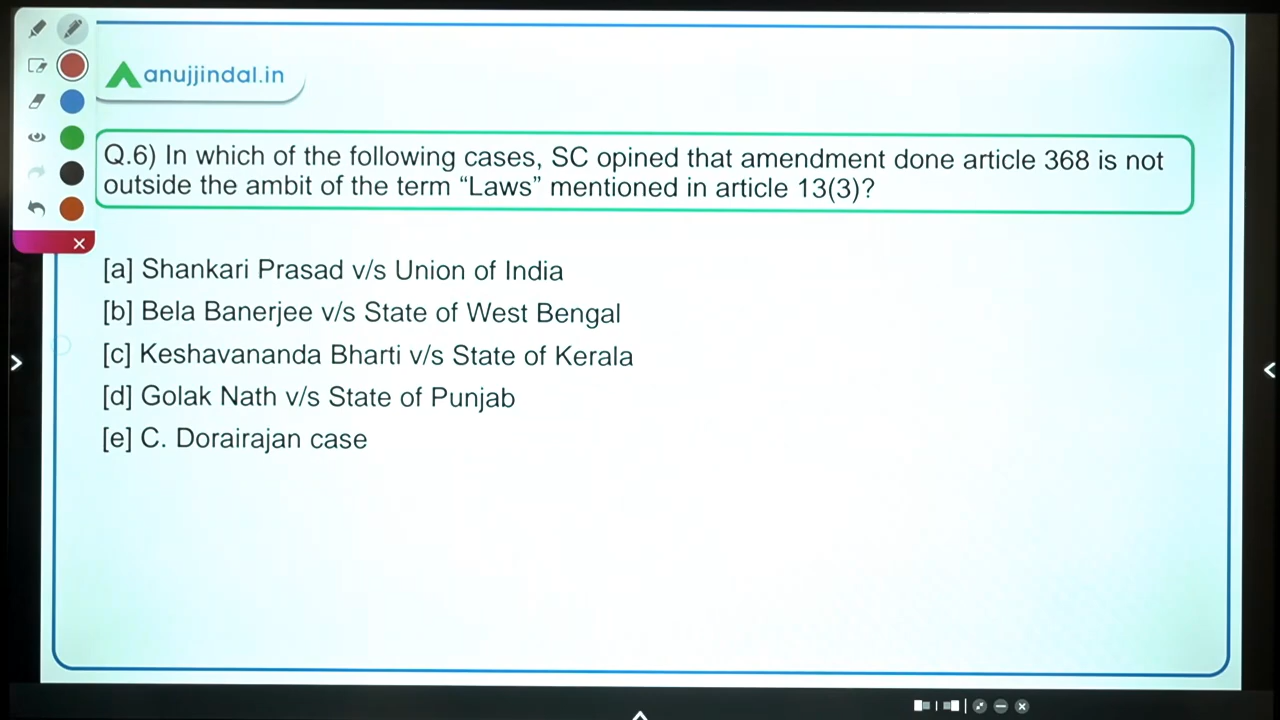 anujjindal.in
Q.6) In which of the following cases, SC opined that amendment done article 368 is not
outside the ambit of the term “Laws” mentioned in article 13(3)?
[a] Shankari Prasad v/s Union of India
[b] Bela Banerjee v/s State of West Bengal
[c] Keshavananda Bharti v/s State of Kerala
[d] Golak Nath v/s State of Punjab
[e] C. Dorairajan case